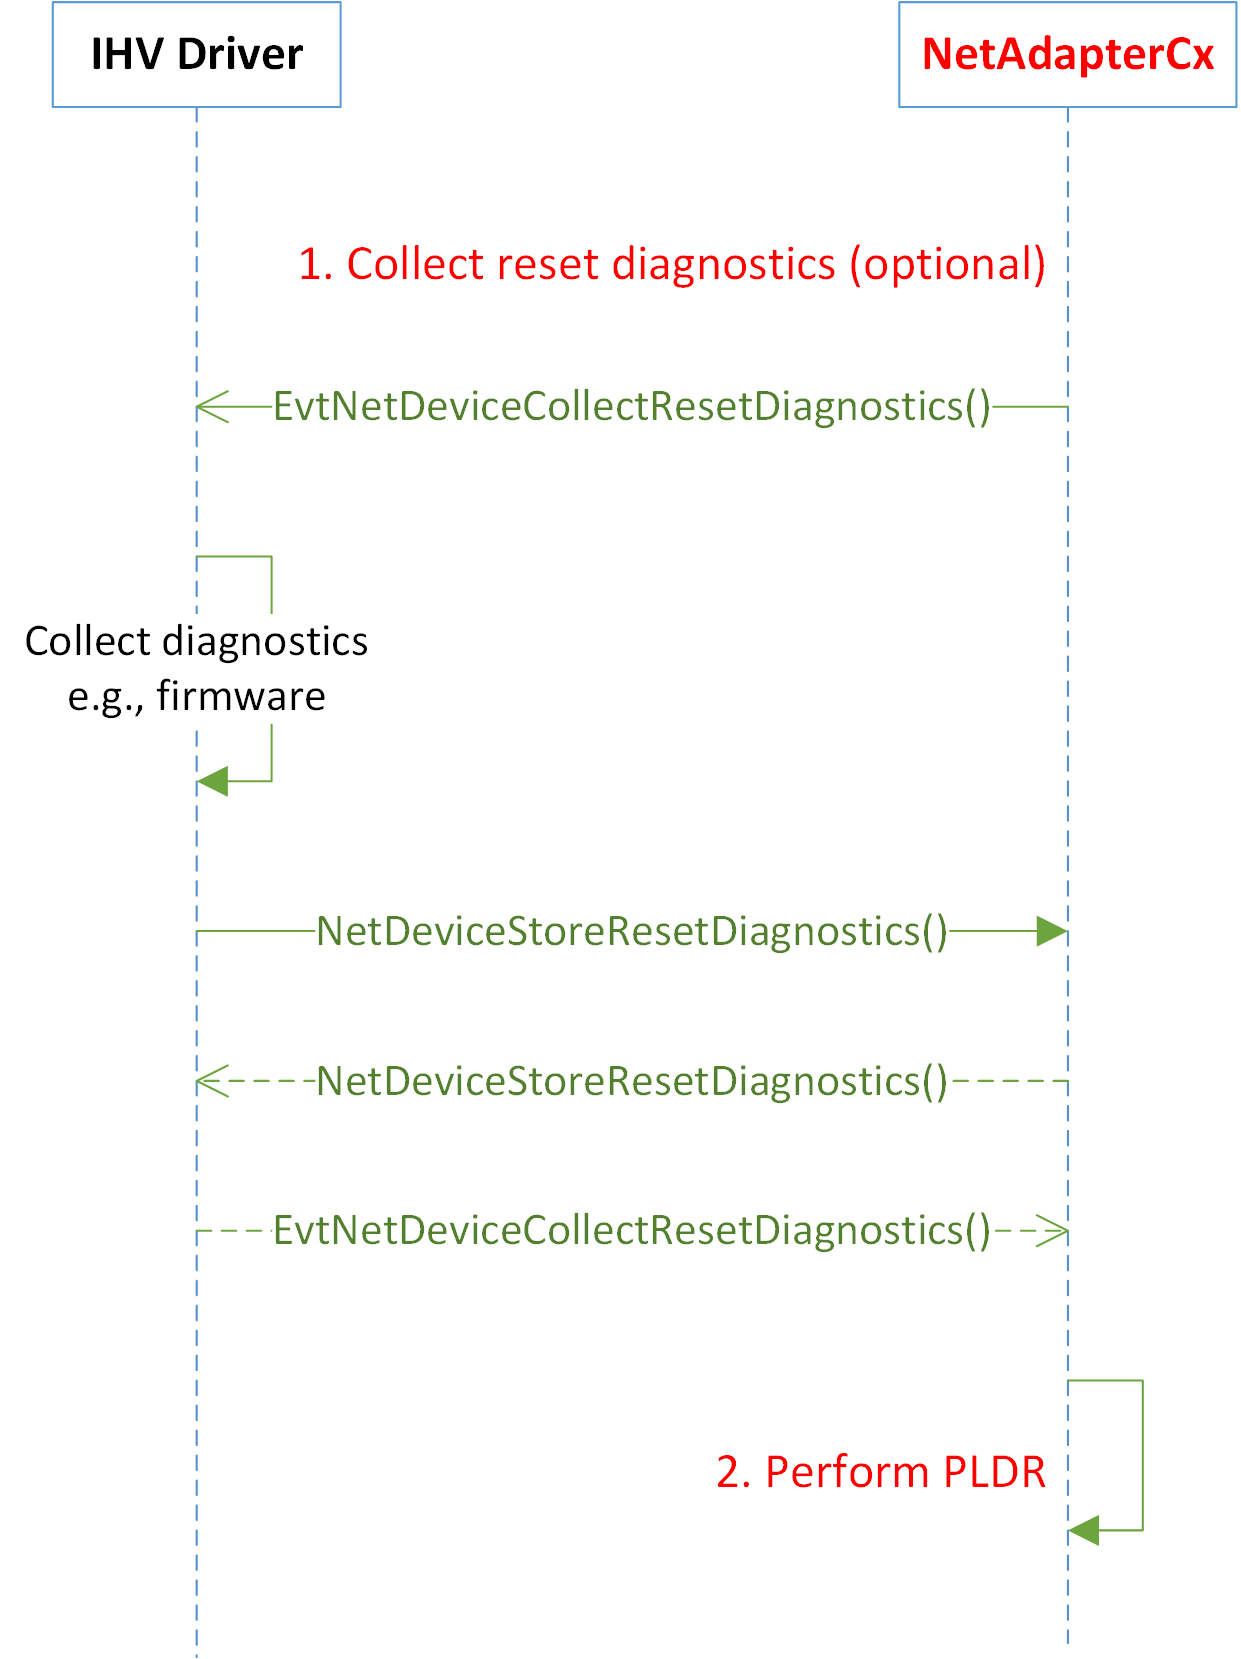 IHV Driver
NetAdapterCx
1. Collect reset diagnostics (optional)
EvtNetDeviceCollectResetDiagnostics()
Collect diagnostics
e.g., firmware
NetDeviceStoreResetDiagnostics()
NetDeviceStoreResetDiagnostics()
EvtNetDeviceCollectResetDiagnostics()
2. Perform PLDR